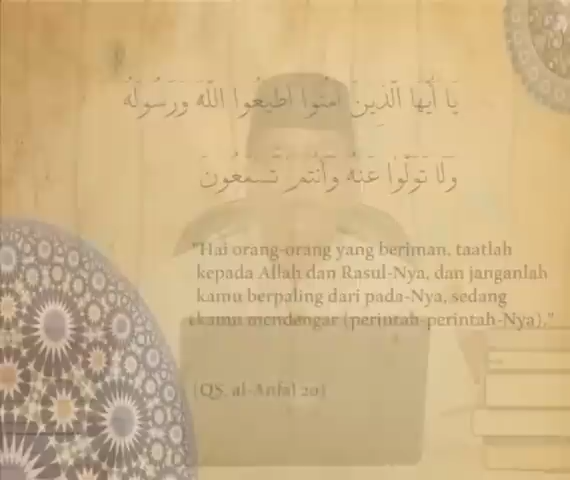 يَا أَيُّهَا الَّذِينَ آمَنُوا أَطِيعُوا اللَّهَ وَرَسُولَهُ
وَلَا تَوَلَّوْا عَنْهُ وَأَنْتُمْ تَسْمَعُونَ
"Hai orang-orang yang beriman, taatlah
kepada Allah dan Rasul-Nya, dan janganlah
kamu berpaling dari pada-Nya, sedang
kamu mendengar (perintah-perintah-Nya),"
(QS. al-Anfal 20)